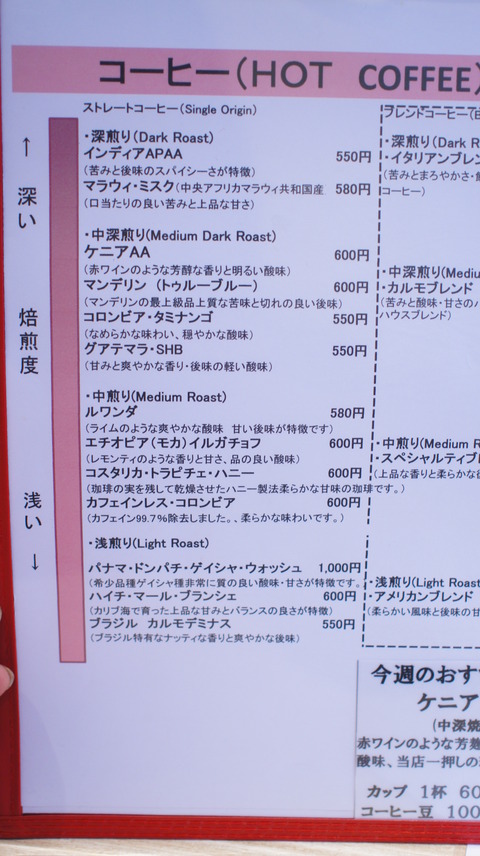 コーヒー(HOT COFFEE)
ストレートコーヒー(Single Origin)
↑
深い
焙煎度
浅い
↓
・深煎り(Dark Roast)
インディアAPAA 550円
(苦みと後味のスパイシーさが特徴)
マラウィ・ミスク(中央アフリカマラウィ共和国産 580円
(口当たりの良い苦みと上品な甘さ)
・中深煎り(Medium Dark Roast)
ケニアAA 600円
(赤ワインのような芳醇な香りと明るい酸味)
マンデリン (トゥルーブルー) 600円
(マンデリンの最上級品上質な苦味と切れの良い後味)
コロンビア・タミナンゴ 550円
(なめらかな味わい、穏やかな酸味)
グアテマラ・SHB 550円
(甘みと爽やかな香り・後味の軽い酸味)
・中煎り(Medium Roast)
ルワンダ 580円
(ライムのような爽やかな酸味 甘い後味が特徴です)
エチオピア(モカ)イルガチョフ 600円
(レモンティのような香りと甘さ、品の良い酸味)
コスタリカ・トラピチェ・ハニー 600円
(珈琲の実を残して乾燥させたハニー製法柔らかな甘味の珈琲です。)
カフェインレス・コロンビア 600円
(カフェイン99.7%除去しました。、柔らかな味わいです。)
・浅煎り(Light Roast)
パナマ・ドンパチ・ゲイシャ・ウォッシュ 1,000円
(希少品種ゲイシャ種非常に質の良い酸味・甘さが特徴です。
ハイチ・マール・ブランシェ 600円
(カリブ海で育った上品な甘みとバランスの良さが特徴)
ブラジル カルモデミナス 550円
(ブラジル特有なナッティな香りと爽やかな後味)
ブレンドコーヒー(
・深煎り(Dark R
・イタリアンブレン
(苦みとまろやかさ・
コーヒー)
・中深煎り(Mediu
・カルモブレンド
(苦みと酸味・甘さのバ
ハウスブレンド)
・中煎り(Medium R
・スペシャルティブレ
(上品な香りと柔らかな
・浅煎り(Light Roast
・アメリカンブレンド
(柔らかい風味と後味の甘
今週のおす
ケニア
(中深焼
赤ワインのような芳
酸味、当店一押しの
カップ 1杯 60
コーヒー豆 100